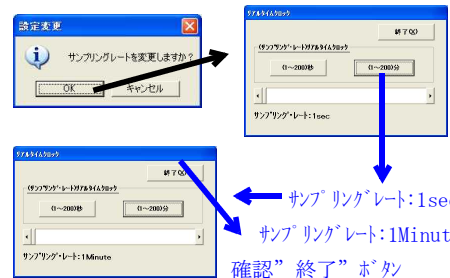 設定変更
サンプリングレートを変更しますか?
OK
キャンセル
リアルタイムクロック
終了(X)
(サンプリング・レート)リアルタイムクロック
(1~200)秒
(1~200)分
サンプリング・レート:1sec
リアルタイムクロック
終了(X)
(サンプリング・レート)リアルタイムクロック
(1~200)秒
(1~200)分
サンプリング・レート:1Minute
サンプリングレート:1sec
サンプリングレート:1Minut
確認”終了”ボタン